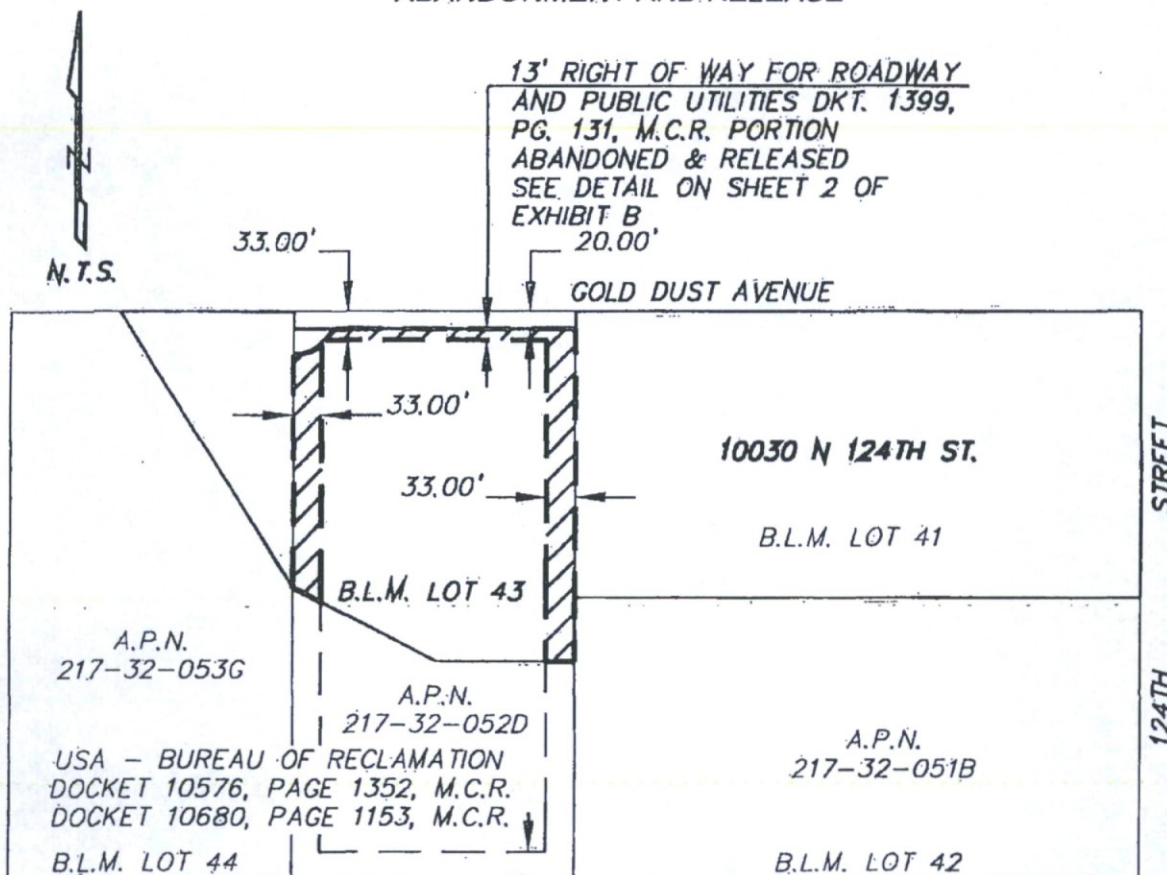 ABANDONMENT AND RELEASE
13' RIGHT OF WAY FOR ROADWAY
AND PUBLIC UTILITIES DKT. 1399,
PG. 131, M.C.R. PORTION
ABANDONED & RELEASED
SEE DETAIL ON SHEET 2 OF
EXHIBIT B
N
N.T.S.
33.00'
20.00'
GOLD DUST AVENUE
33.00'
33.00'
10030 N 124TH ST.
B.L.M. LOT 41
B.L.M. LOT 43
124TH STREET
A.P.N.
217-32-053G
A.P.N.
217-32-052D
A.P.N.
217-32-051B
USA - BUREAU OF RECLAMATION
DOCKET 10576, PAGE 1352, M.C.R.
DOCKET 10680, PAGE 1153, M.C.R.
B.L.M. LOT 44
B.L.M. LOT 42